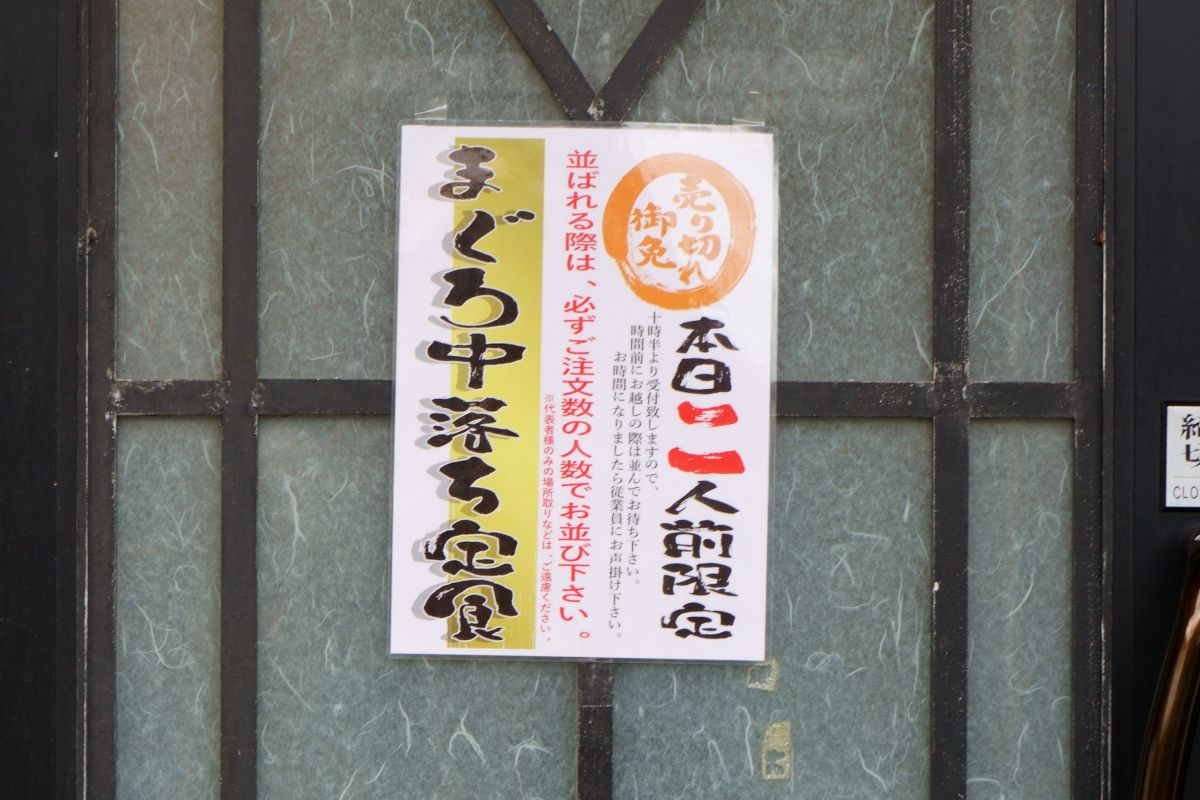 売り切れ
御免
本日二人前限定
十時半より受付致しますので、
時間前にお越しの際は並んでお待ち下さい。
お時間になりましたら従業員にお声掛け下さい。
並ばれる際は、必ずご注文数の人数でお並び下さい。
※代表者様のみの場所取りなどは、ご遠慮ください。
まぐろ中落ち定食
CLO